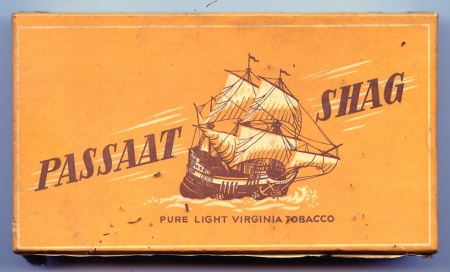 PASSAAT SHAG
PURE LIGHT VIRGINIA TOBACCO